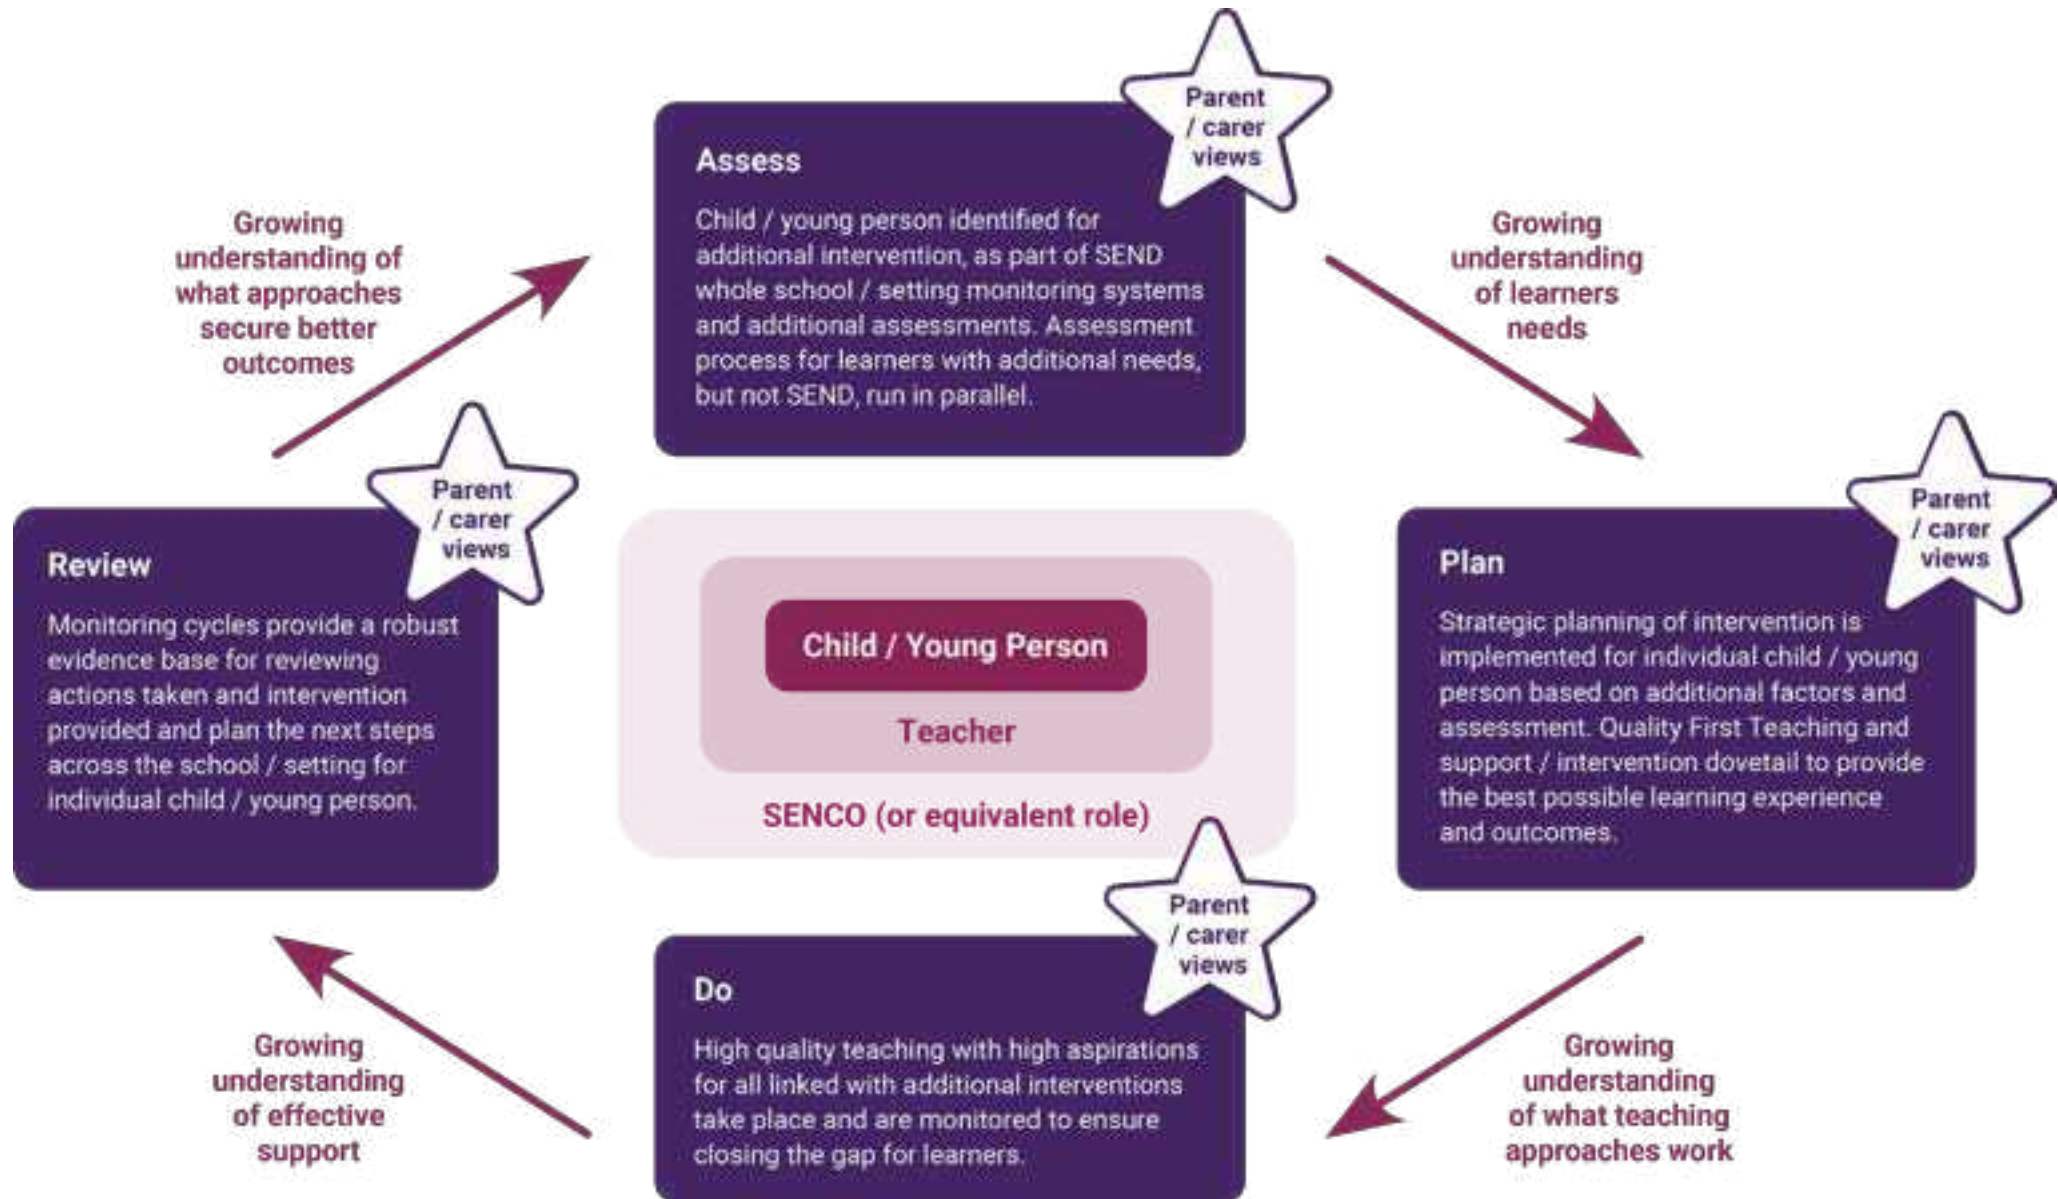 Parent
/ carer
views
Assess
Child / young person identified for
additional intervention, as part of SEND
whole school / setting monitoring systems
and additional assessments. Assessment
process for learners with additional needs,
but not SEND, run in parallel.
Growing
understanding
of learners
needs
Parent
/ carer
views
Plan
Strategic planning of intervention is
implemented for individual child / young
person based on additional factors and
assessment. Quality First Teaching and
support / intervention dovetail to provide
the best possible learning experience
and outcomes.
Growing
understanding
of what teaching
approaches work
Parent
/ carer
views
Do
High quality teaching with high aspirations
for all linked with additional interventions
take place and are monitored to ensure
closing the gap for learners.
Growing
understanding
of effective
support
Parent
/ carer
views
Review
Monitoring cycles provide a robust
evidence base for reviewing
actions taken and intervention
provided and plan the next steps
across the school / setting for
individual child / young person.
Growing
understanding of
what approaches
secure better
outcomes
Child / Young Person
Teacher
SENCO (or equivalent role)